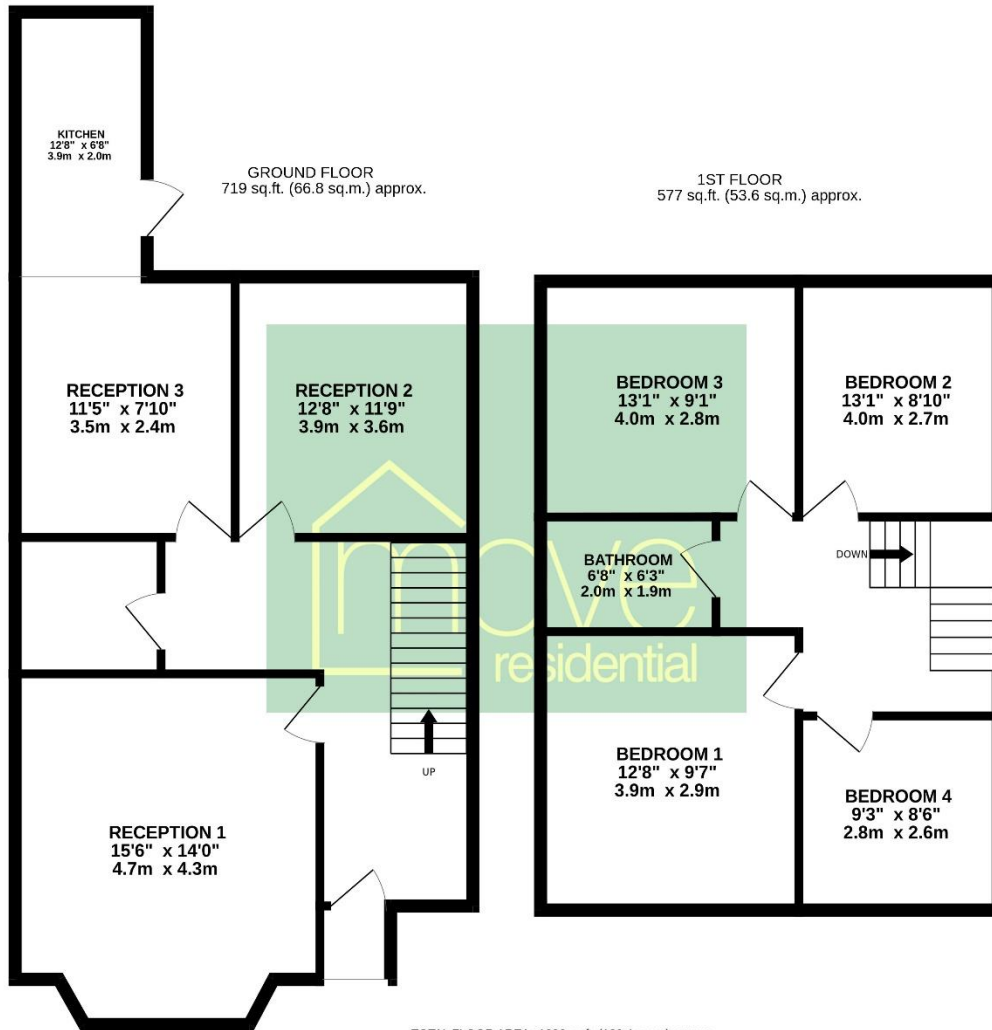 KITCHEN
12'8" x 6'8"
3.9m x 2.0m
GROUND FLOOR
719 sq.ft. (66.8 sq.m.) approx.
1ST FLOOR
577 sq.ft. (53.6 sq.m.) approx.
RECEPTION 3
11'5" x 7'10"
3.5m x 2.4m
RECEPTION 2
12'8" x 11'9"
3.9m x 3.6m
BEDROOM 3
13'1" x 9'1"
4.0m x 2.8m
BEDROOM 2
13'1" x 8'10"
4.0m x 2.7m
BATHROOM
6'8" x 6'3"
2.0m x 1.9m
DOWN
move
residential
UP
RECEPTION 1
15'6" x 14'0"
4.7m x 4.3m
BEDROOM 1
12'8" x 9'7"
3.9m x 2.9m
BEDROOM 4
9'3" x 8'6"
2.8m x 2.6m